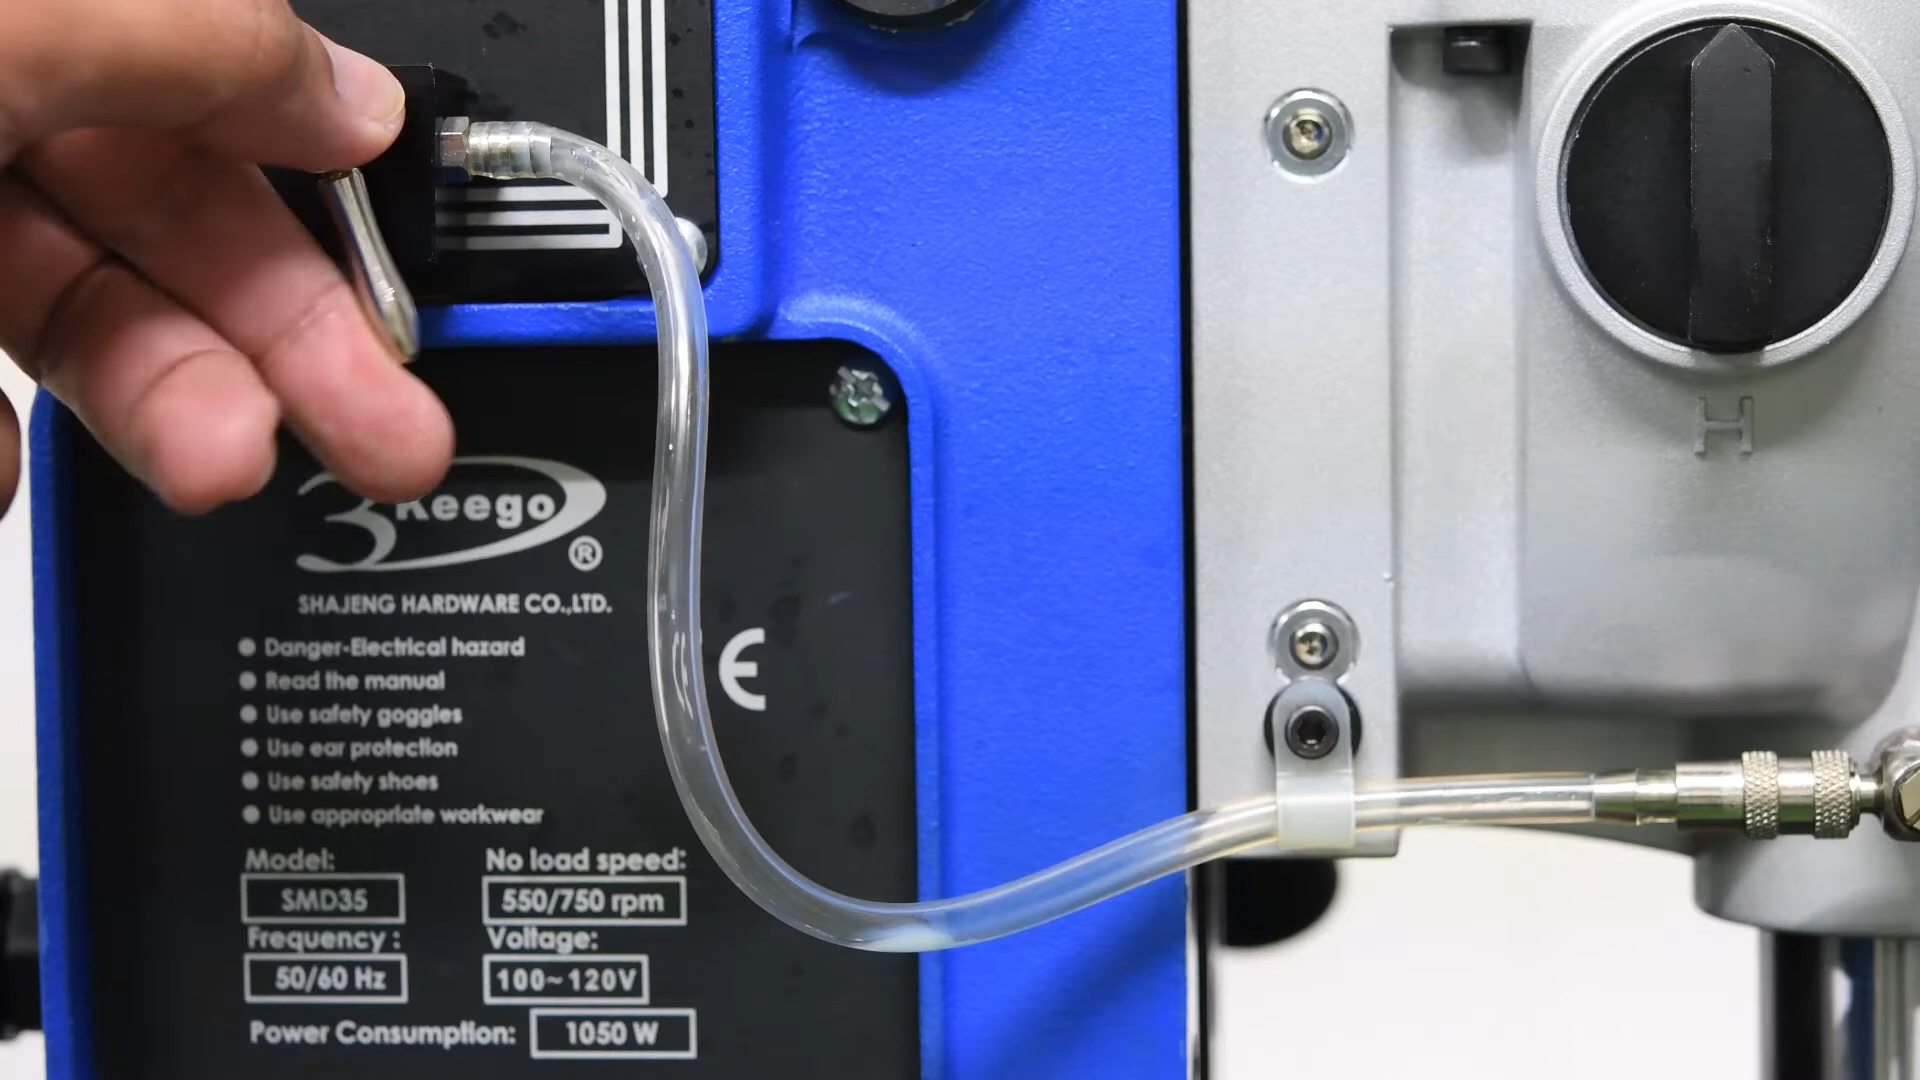 3Keego
®
SHAJENG HARDWARE CO.,LTD.
Danger-Electrical hazard
Read the manual
Use safety goggles
Use ear protection
Use safety shoes
Use appropriate workwear
Model:
SMD35
No load speed:
550/750 rpm
Frequency :
50/60 Hz
Voltage:
100~120V
Power Consumption:
1050 W
CE
H